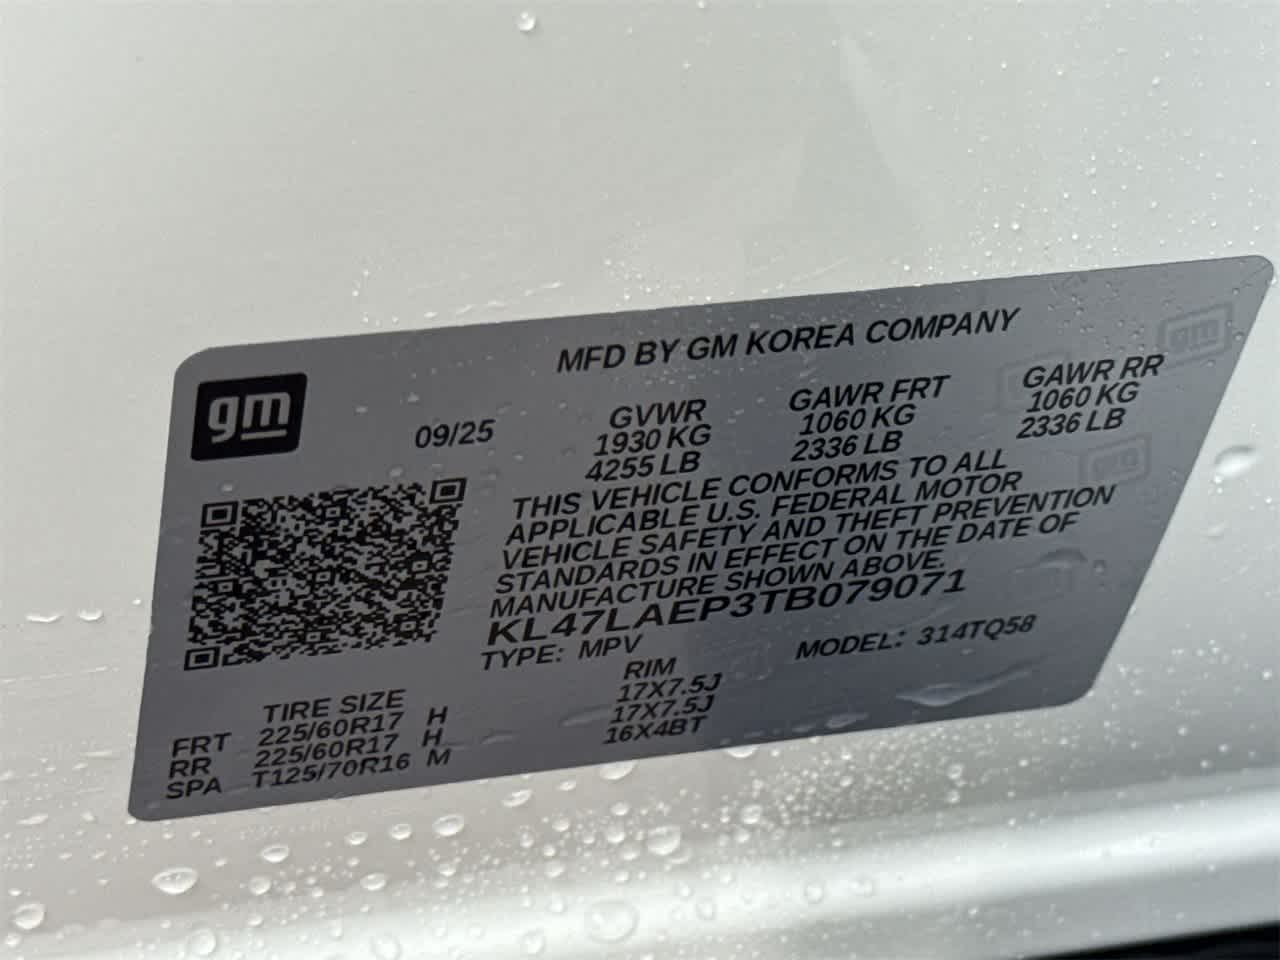 MFD BY GM KOREA COMPANY
gm
09/25
GVWR GAWR FRT GAWR RR
1930 KG 1060 KG 1060 KG
4255 LB 2336 LB 2336 LB
THIS VEHICLE CONFORMS TO ALL
APPLICABLE U.S. FEDERAL MOTOR
VEHICLE SAFETY AND THEFT PREVENTION
STANDARDS IN EFFECT ON THE DATE OF
MANUFACTURE SHOWN ABOVE.
KL47LAEP3TB079071
TYPE: MPV MODEL: 314TQ58
TIRE SIZE RIM
FRT 225/60R17 H 17X7.5J
RR 225/60R17 H 17X7.5J
SPA T125/70R16 M 16X4BT
gm
gm